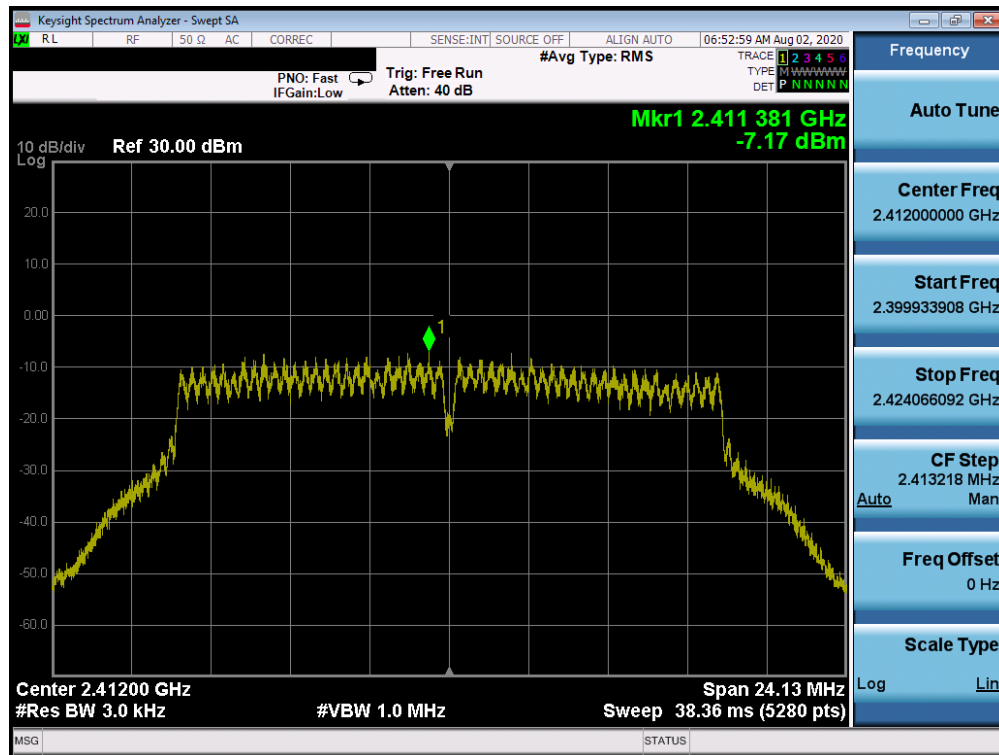 Keysight Spectrum Analyzer - Swept SA
LXI RL RF 50 Ω AC CORREC SENSE:INT SOURCE OFF ALIGN AUTO 06:52:59 AM Aug 02, 2020
#Avg Type: RMS
TRACE 1 2 3 4 5 6
PNO: Fast Trig: Free Run
TYPE M WWWWW
IFGain:Low Atten: 40 dB
DET P N N N N N
Mkr1 2.411 381 GHz
-7.17 dBm
10 dB/div Ref 30.00 dBm
Log
20.0
10.0
0.00
-10.0
-20.0
-30.0
-40.0
-50.0
-60.0
1
Center 2.41200 GHz Span 24.13 MHz
#Res BW 3.0 kHz #VBW 1.0 MHz Sweep 38.36 ms (5280 pts)
MSG STATUS
Frequency
Auto Tune
Center Freq
2.412000000 GHz
Start Freq
2.399933908 GHz
Stop Freq
2.424066092 GHz
CF Step
2.413218 MHz
Auto Man
Freq Offset
0 Hz
Scale Type
Log Lin